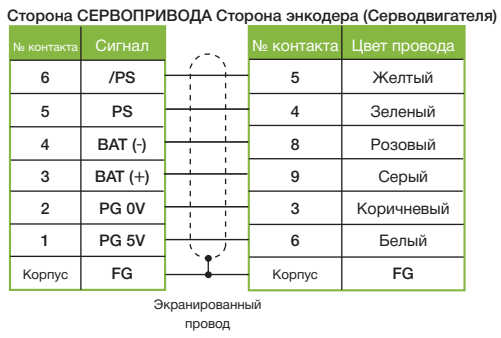 Сторона СЕРВОПРИВОДА Сторона энкодера (Серводвигателя)
№ контакта Сигнал № контакта Цвет провода
6 /PS 5 Желтый
5 PS 4 Зеленый
4 BAT (-) 8 Розовый
3 BAT (+) 9 Серый
2 PG 0V 3 Коричневый
1 PG 5V 6 Белый
Корпус FG Корпус FG
Экранированный
провод